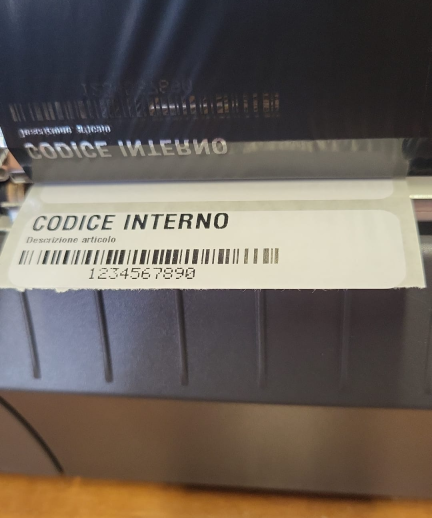 CODICE INTERNO
Descrizione articolo
1234567890